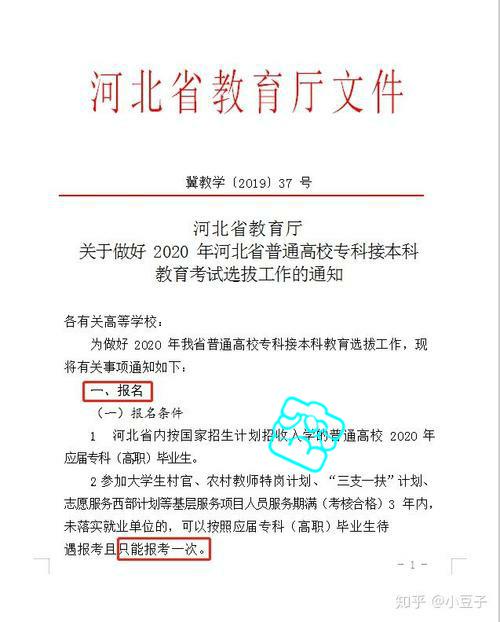 河北省教育厅文件
冀教学〔2019〕37 号
河北省教育厅
关于做好 2020 年河北省普通高校专科接本科
教育考试选拔工作的通知
各有关高等学校：
为做好 2020 年我省普通高校专科接本科教育选拔工作，现
将有关事项通知如下：
一、报名
（一）报名条件
1 河北省内按国家招生计划招收入学的普通高校 2020 年
应届专科（高职）毕业生。
2 参加大学生村官、农村教师特岗计划、“三支一扶”计划、
志愿服务西部计划等基层服务项目人员服务期满（考核合格）3 年内，
未落实就业单位的，可以按照应届专科（高职）毕业生待
遇报考且只能报考一次。
- 1 -
知乎 @小豆子